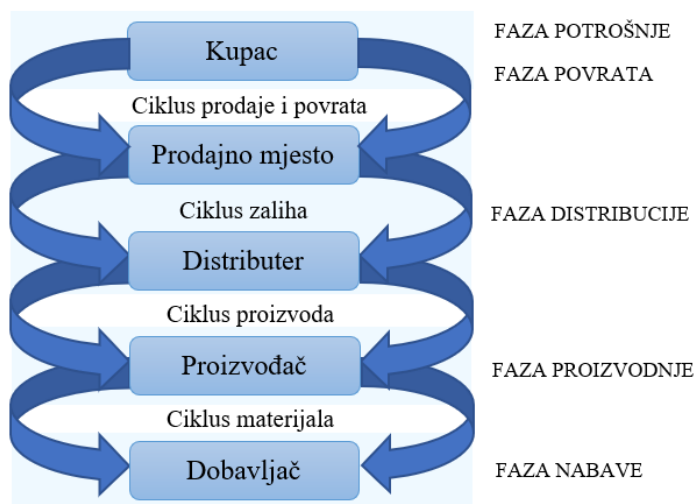 Kupac
FAZA POTROŠNJE
FAZA POVRATA
Ciklus prodaje i povrata
Prodajno mjesto
Ciklus zaliha
FAZA DISTRIBUCIJE
Distributer
Ciklus proizvoda
Proizvođač
FAZA PROIZVODNJE
Ciklus materijala
Dobavljač
FAZA NABAVE